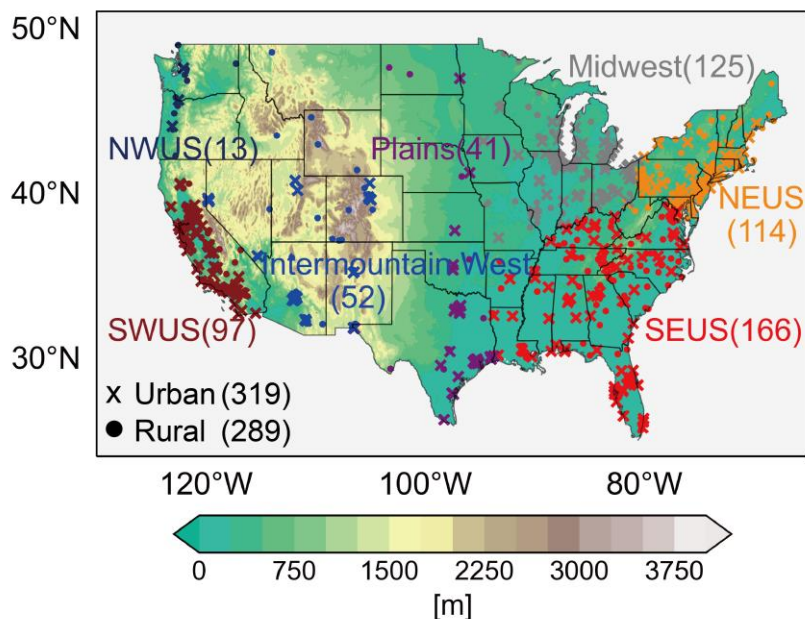 50°N
Midwest(125)
NWUS(13)
Plains(41)
40°N
NEUS
(114)
Intermountain West
(52)
SWUS(97)
SEUS(166)
30°N
x Urban (319)
● Rural (289)
120°W 100°W 80°W
0 750 1500 2250 3000 3750
[m]